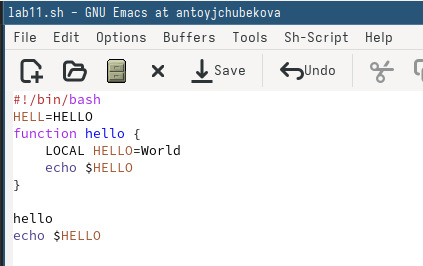 lab11.sh - GNU Emacs at antoyjchubekova
File Edit Options Buffers Tools Sh-Script Help
Save Undo
#!/bin/bash
HELL=HELLO
function hello {
    LOCAL HELLO=World
    echo $HELLO
}
hello
echo $HELLO